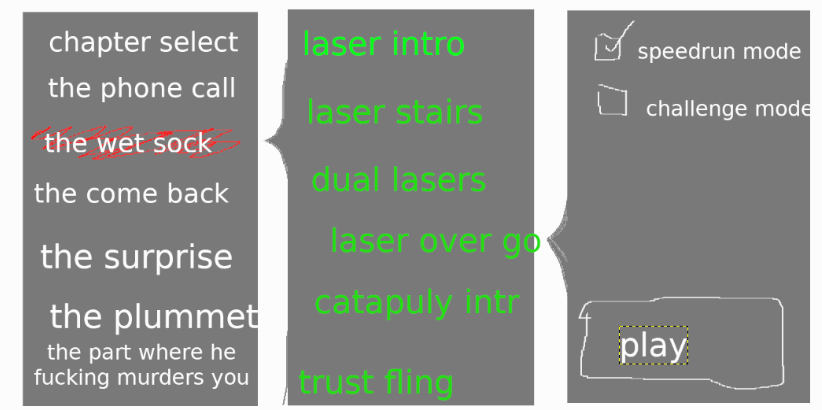 chapter select
the phone call
the wet sock
the come back
the surprise
the plummet
the part where he
fucking murders you
laser intro
laser stairs
dual lasers
laser over go
catapuly intr
trust fling
speedrun mode
challenge mode
play